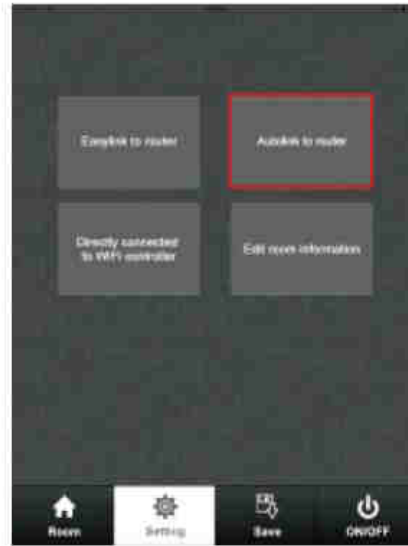 Easylink to router
Autolink to router
Directly connected
to WIFI controller
Edit room information
Room
Setting
Save
ON/OFF